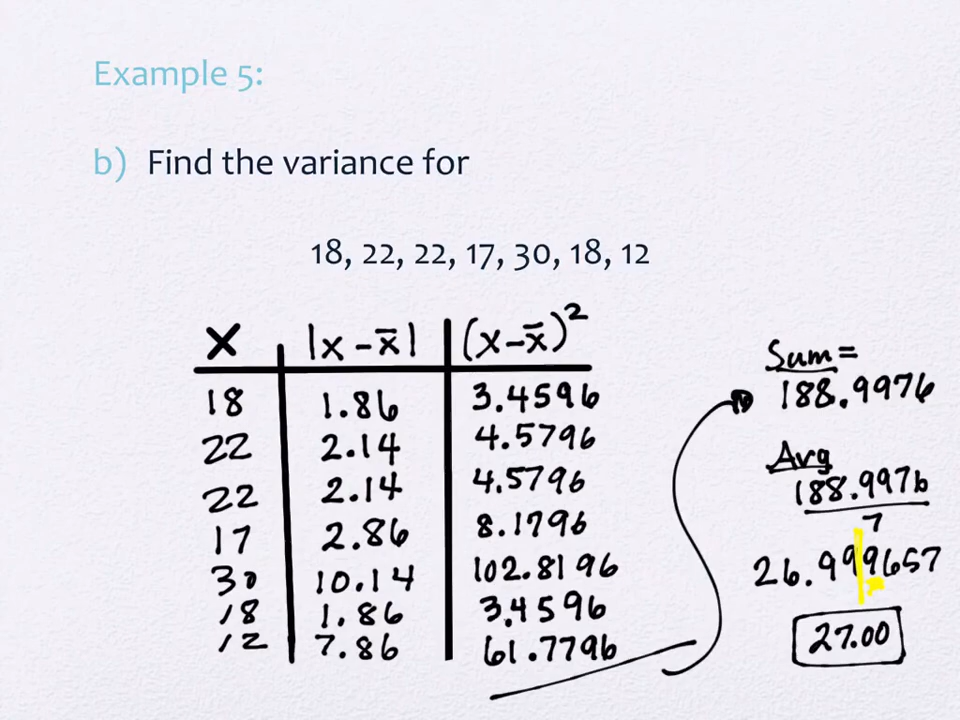 Example 5:
b) Find the variance for
18, 22, 22, 17, 30, 18, 12
x |x - x̄| (x - x̄)²
18 1.86 3.4596
22 2.14 4.5796
22 2.14 4.5796
17 2.86 8.1796
30 10.14 102.8196
18 1.86 3.4596
12 7.86 61.7796
Sum =
188.9976
Avg
188.9976
7
26.999657
27.00